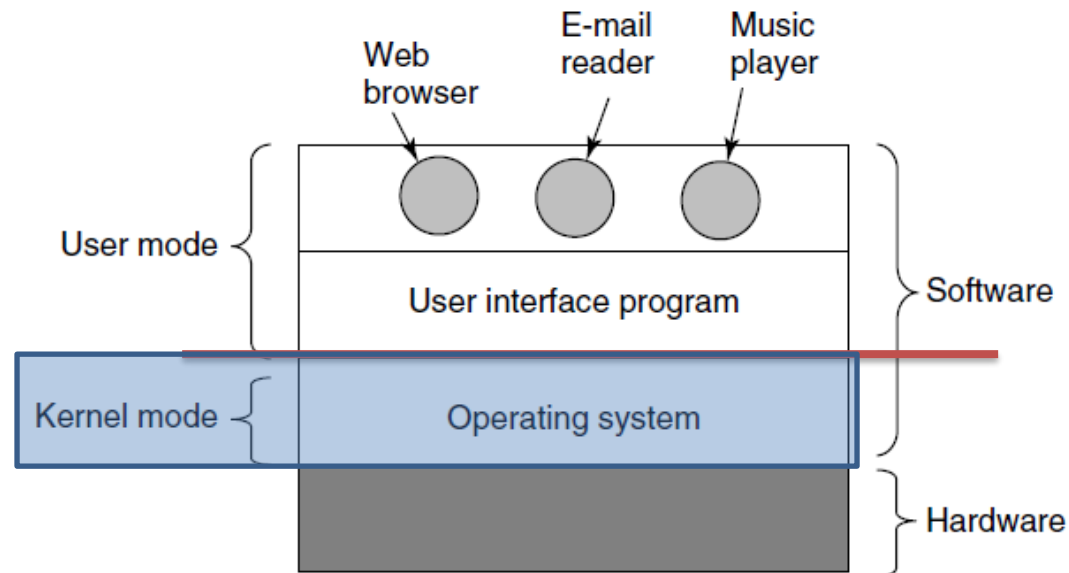 Web
browser
E-mail
reader
Music
player
User mode
User interface program
Software
Kernel mode
Operating system
Hardware